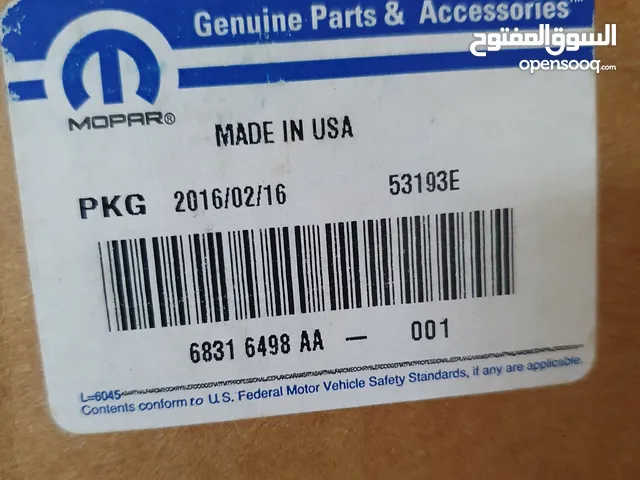 Genuine Parts & Accessories™
السوق المفتوح
opensooq.com
MOPAR®
MADE IN USA
PKG 2016/02/16 53193E
6831 6498 AA — 001
L=6045
Contents conform to U.S. Federal Motor Vehicle Safety Standards, if any are applicable.